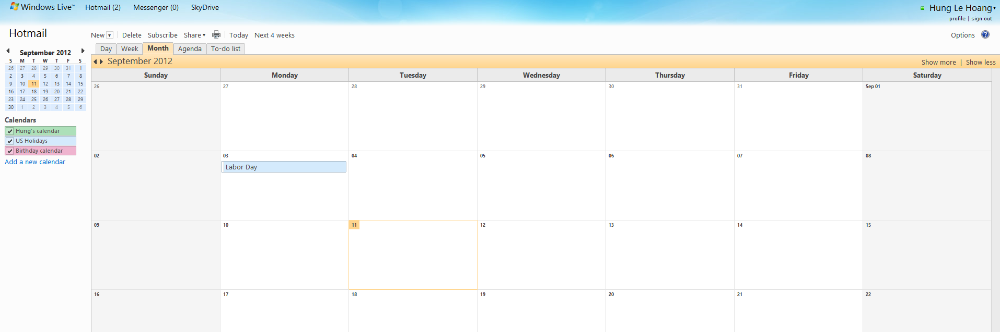 Windows Live™ Hotmail (2) Messenger (0) SkyDrive Hung Le Hoang
profile | sign out
Hotmail
New Delete Subscribe Share Today Next 4 weeks Options ?
Day Week Month Agenda To-do list
September 2012
S M T W T F S
26 27 28 29 30 31 1
2 3 4 5 6 7 8
9 10 11 12 13 14 15
16 17 18 19 20 21 22
23 24 25 26 27 28 29
30 1 2 3 4 5 6
Calendars
Hung's calendar
US Holidays
Birthday calendar
Add a new calendar
September 2012 Show more | Show less
Sunday Monday Tuesday Wednesday Thursday Friday Saturday
26 27 28 29 30 31 Sep 01
02 03 04 05 06 07 08
Labor Day
09 10 11 12 13 14 15
16 17 18 19 20 21 22